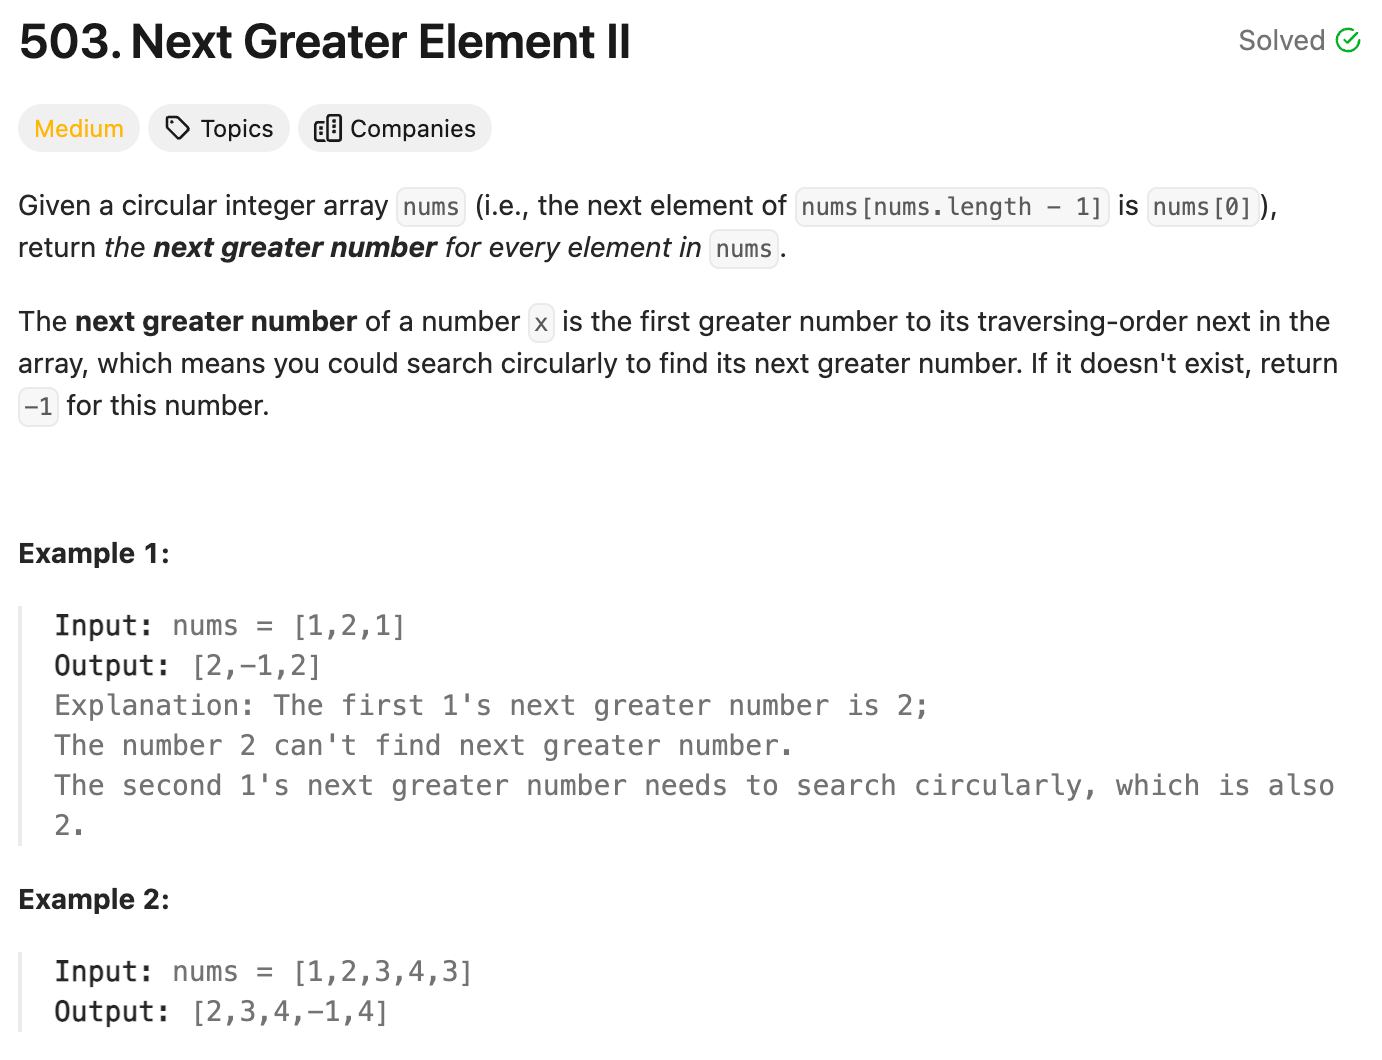 503. Next Greater Element II
Solved
Medium
Topics
Companies
Given a circular integer array nums (i.e., the next element of nums[nums.length - 1] is nums[0]),
return the next greater number for every element in nums.
The next greater number of a number x is the first greater number to its traversing-order next in the
array, which means you could search circularly to find its next greater number. If it doesn't exist, return
-1 for this number.
Example 1:
Input: nums = [1,2,1]
Output: [2,-1,2]
Explanation: The first 1's next greater number is 2;
The number 2 can't find next greater number.
The second 1's next greater number needs to search circularly, which is also
2.
Example 2:
Input: nums = [1,2,3,4,3]
Output: [2,3,4,-1,4]